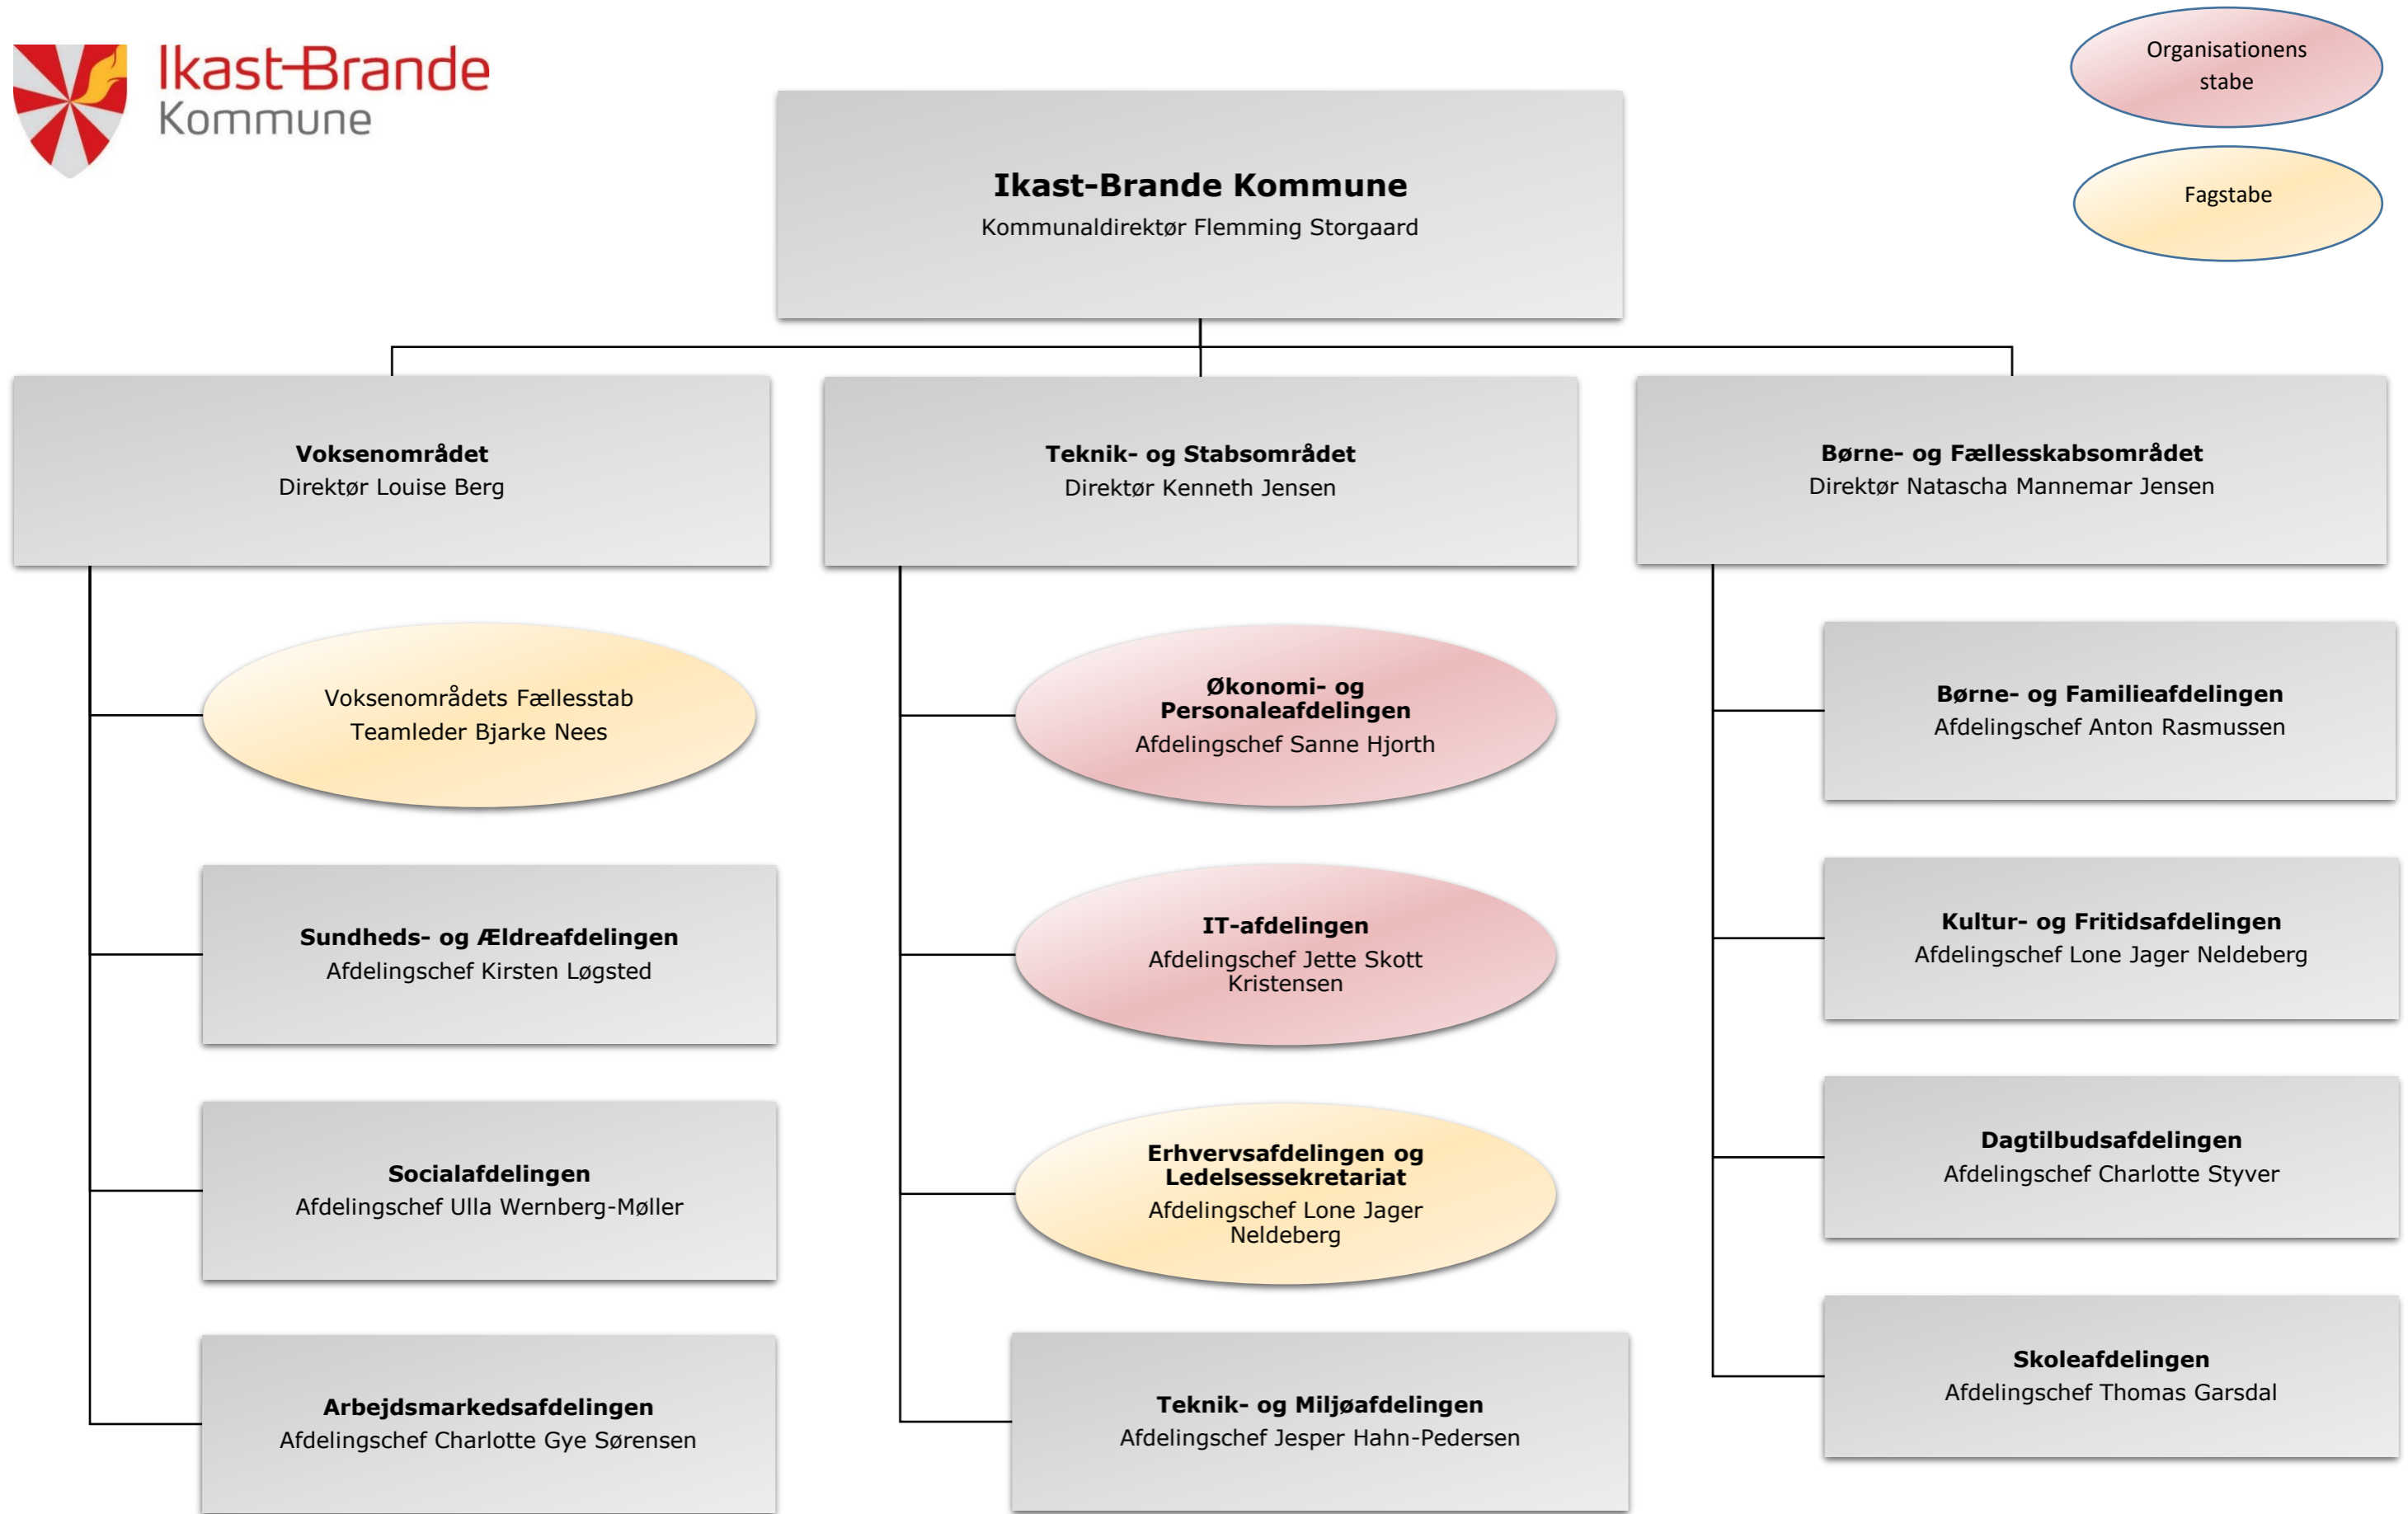 Ikast-Brande
Kommune
Organisationens
stabe
Fagstabe
Ikast-Brande Kommune
Kommunaldirektør Flemming Storgaard
Voksenområdet
Direktør Louise Berg
Teknik- og Stabsområdet
Direktør Kenneth Jensen
Børne- og Fællesskabsområdet
Direktør Natascha Mannemar Jensen
Voksenområdets Fællesstab
Teamleder Bjarke Nees
Sundheds- og Ældreafdelingen
Afdelingschef Kirsten Løgsted
Socialafdelingen
Afdelingschef Ulla Wernberg-Møller
Arbejdsmarkedsafdelingen
Afdelingschef Charlotte Gye Sørensen
Økonomi- og
Personaleafdelingen
Afdelingschef Sanne Hjorth
IT-afdelingen
Afdelingschef Jette Skott
Kristensen
Erhvervsafdelingen og
Ledelsessekretariat
Afdelingschef Lone Jager
Neldeberg
Teknik- og Miljøafdelingen
Afdelingschef Jesper Hahn-Pedersen
Børne- og Familieafdelingen
Afdelingschef Anton Rasmussen
Kultur- og Fritidsafdelingen
Afdelingschef Lone Jager Neldeberg
Dagtilbudsafdelingen
Afdelingschef Charlotte Styver
Skoleafdelingen
Afdelingschef Thomas Garsdal